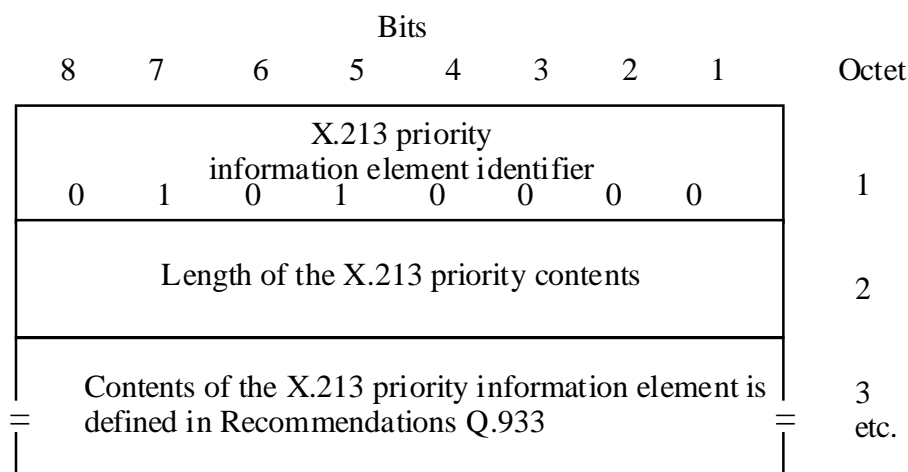 Bits
8 7 6 5 4 3 2 1 Octet
X.213 priority
information element identifier
0 1 0 1 0 0 0 0 1
Length of the X.213 priority contents 2
Contents of the X.213 priority information element is 3
defined in Recommendations Q.933 etc.